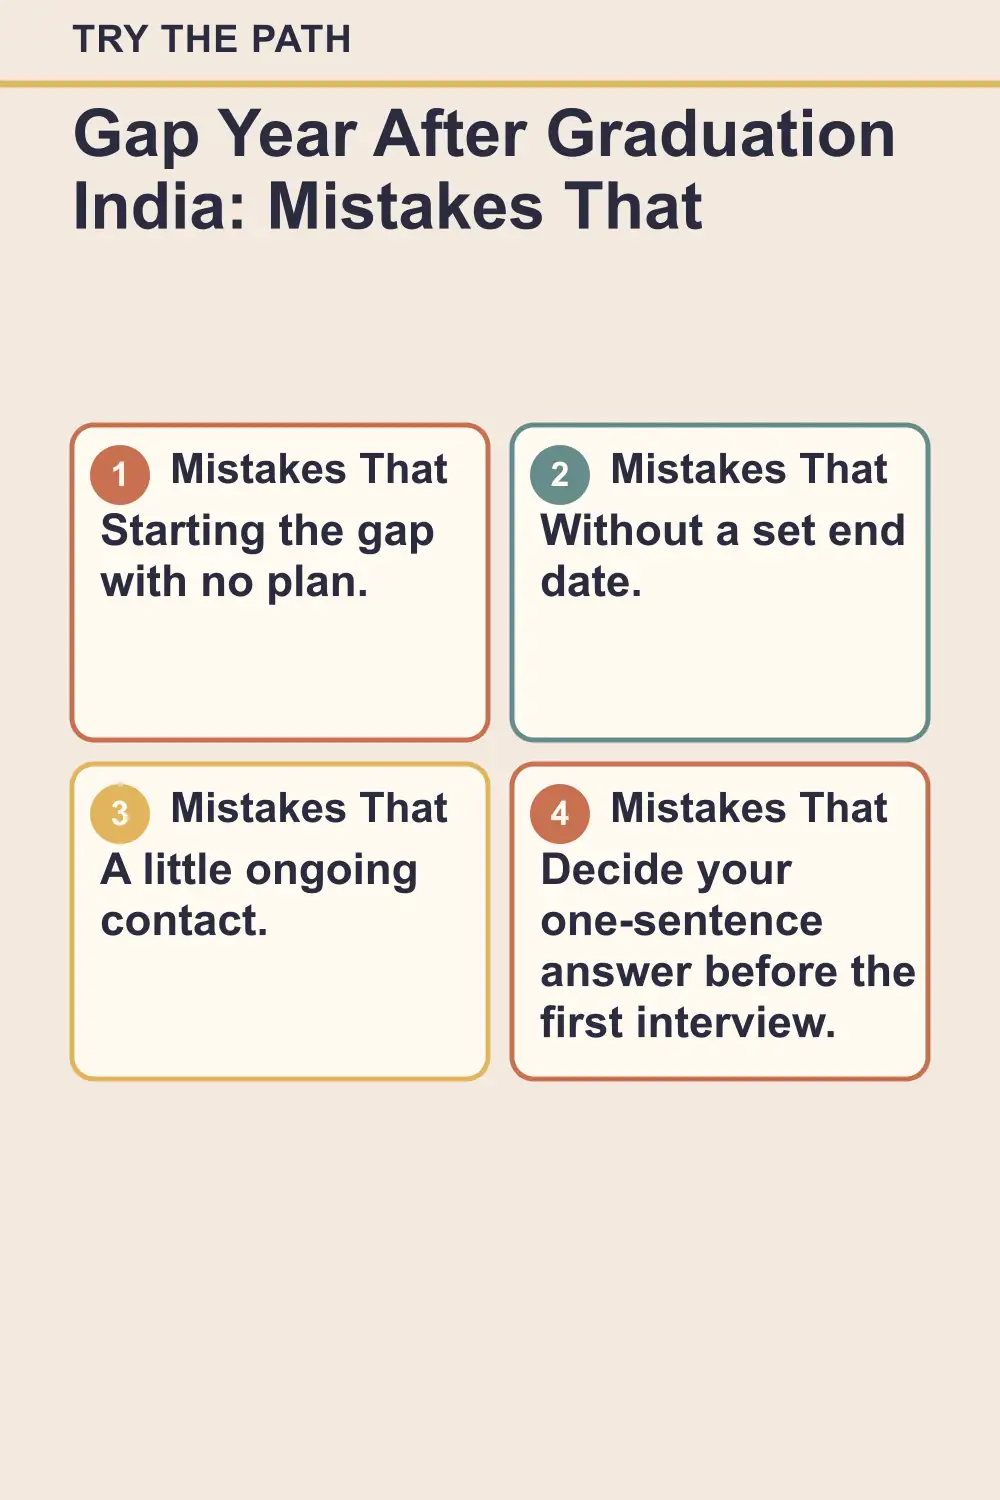 TRY THE PATH
Gap Year After Graduation
India: Mistakes That
1 Mistakes That
Starting the gap
with no plan.
2 Mistakes That
Without a set end
date.
3 Mistakes That
A little ongoing
contact.
4 Mistakes That
Decide your
one-sentence
answer before the
first interview.